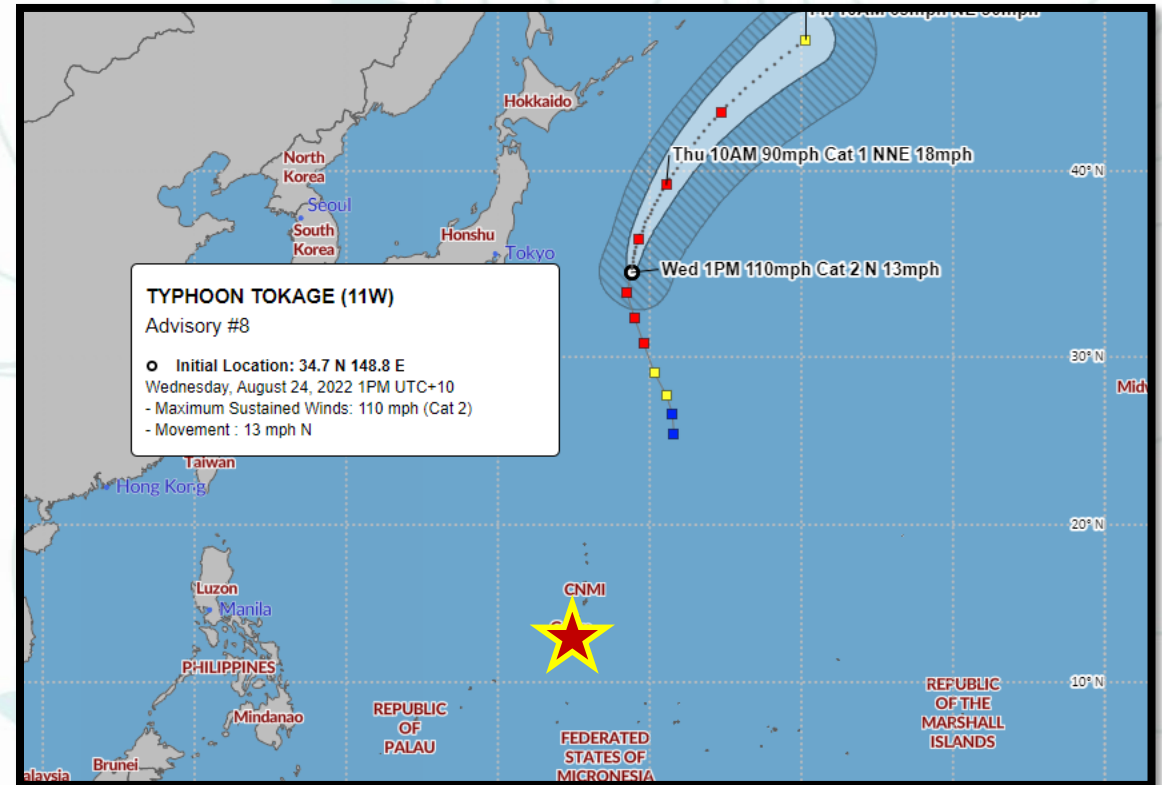 Hokkaido
Thu 10AM 90mph Cat 1 NNE 18mph
North
Korea
40° N
Seoul
South
Korea
Honshu
Tokyo
Wed 1PM 110mph Cat 2 N 13mph
TYPHOON TOKAGE (11W)
Advisory #8
Initial Location: 34.7 N 148.8 E
Wednesday, August 24, 2022 1PM UTC+10
- Maximum Sustained Winds: 110 mph (Cat 2)
- Movement : 13 mph N
30° N
Midw
Taiwan
Hong Kong
20° N
Luzon
Manila
CNMI
PHILIPPINES
10° N
Mindanao
REPUBLIC
OF
PALAU
REPUBLIC
OF THE
MARSHALL
ISLANDS
FEDERATED
STATES OF
MICRONESIA
Brunei
alaysia